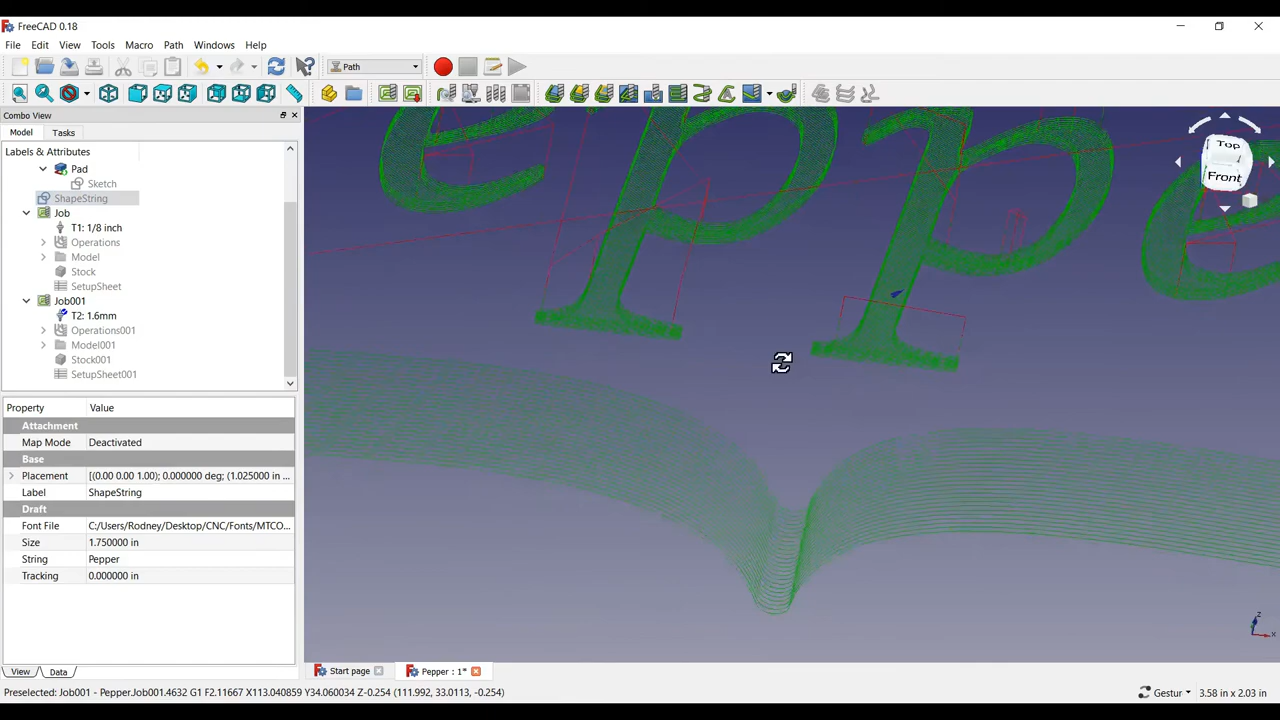 FreeCAD 0.18
File Edit View Tools Macro Path Windows Help
Path
Combo View
Model Tasks
Labels & Attributes
Pad
Sketch
ShapeString
Job
T1: 1/8 inch
Operations
Model
Stock
SetupSheet
Job001
T2: 1.6mm
Operations001
Model001
Stock001
SetupSheet001
Property Value
Attachment
Map Mode Deactivated
Base
Placement [(0.00 0.00 1.00); 0.000000 deg; (1.025000 in ...
Label ShapeString
Draft
Font File C:/Users/Rodney/Desktop/CNC/Fonts/MTCO...
Size 1.750000 in
String Pepper
Tracking 0.000000 in
View Data
eppe
Top
Front
z
x
Start page Pepper : 1*
Preselected: Job001 - Pepper.Job001.4632 G1 F2.11667 X113.040859 Y34.060034 Z-0.254 (111.992, 33.0113, -0.254)
Gestur 3.58 in x 2.03 in